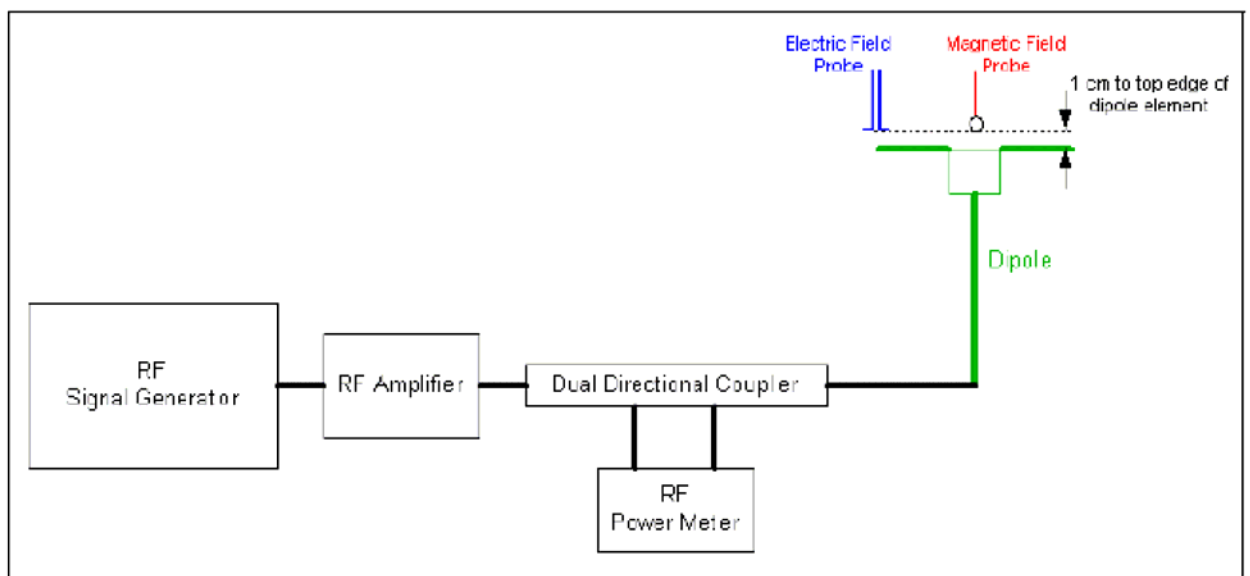 Electric Field
Probe
Magnetic Field
Probe
1 cm to top edge of
dipole element
Dipole
RF
Signal Generator
RF Amplifier
Dual Directional Coupler
RF
Power Meter